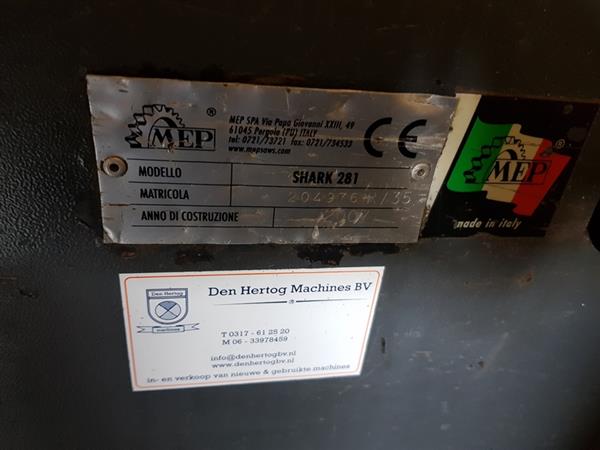 MEP
®
MEP SPA Via Papa Giovanni XXIII, 49
61045 Pergola (PU) ITALY
tel: 0721/73721 fax: 0721/734533
www.mepsaws.com
CE
MODELLO SHARK 281
MATRICOLA
ANNO DI COSTRUZIONE
®
MEP
made in italy
Den Hertog
machines
Den Hertog Machines BV
T 0317 - 61 25 20
M 06 - 33978459
info@denhertogbv.nl
www.denhertogbv.nl
in- en verkoop van nieuwe & gebruikte machines